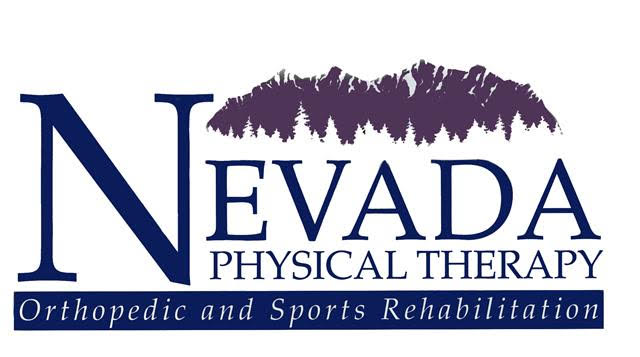 NEVADA
PHYSICAL THERAPY
Orthopedic and Sports Rehabilitation